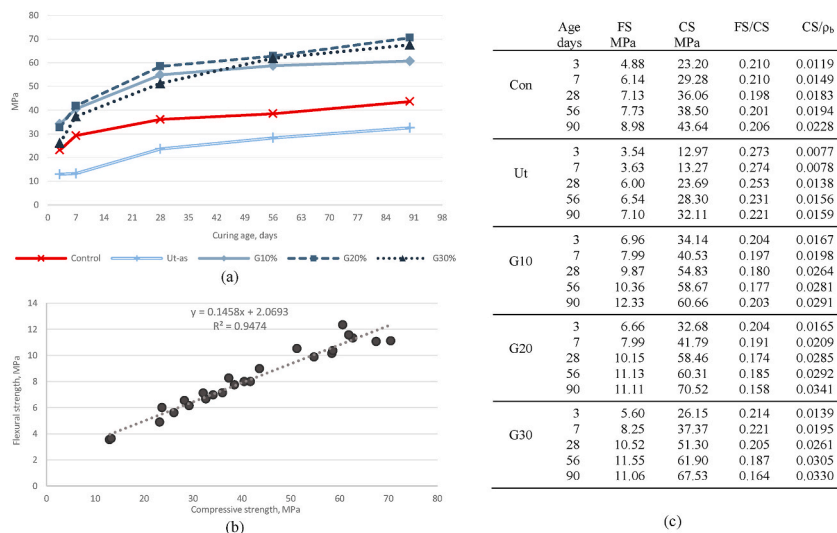 80
70
60
50
40
30
20
10
0
MPa
0 7 14 21 28 35 42 49 56 63 70 77 84 91 98
Curing age, days
Control Ut-as G10% G20% G30%
(a)
14
12
10
8
6
4
2
0
Flexural strength, MPa
y = 0.1458x + 2.0693
R² = 0.9474
0 10 20 30 40 50 60 70 80
Compressive strength, MPa
(b)
Age FS CS FS/CS CS/ρb
days MPa MPa
Con
3 4.88 23.20 0.210 0.0119
7 6.14 29.28 0.210 0.0149
28 7.13 36.06 0.198 0.0183
56 7.73 38.50 0.201 0.0194
90 8.98 43.64 0.206 0.0228
Ut
3 3.54 12.97 0.273 0.0077
7 3.63 13.27 0.274 0.0078
28 6.00 23.69 0.253 0.0138
56 6.54 28.30 0.231 0.0156
90 7.10 32.11 0.221 0.0159
G10
3 6.96 34.14 0.204 0.0167
7 7.99 40.53 0.197 0.0198
28 9.87 54.83 0.180 0.0264
56 10.36 58.67 0.177 0.0281
90 12.33 60.66 0.203 0.0291
G20
3 6.66 32.68 0.204 0.0165
7 7.99 41.79 0.191 0.0209
28 10.15 58.46 0.174 0.0285
56 11.13 60.31 0.185 0.0292
90 11.11 70.52 0.158 0.0341
G30
3 5.60 26.15 0.214 0.0139
7 8.25 37.37 0.221 0.0195
28 10.52 51.30 0.205 0.0261
56 11.55 61.90 0.187 0.0305
90 11.06 67.53 0.164 0.0330
(c)